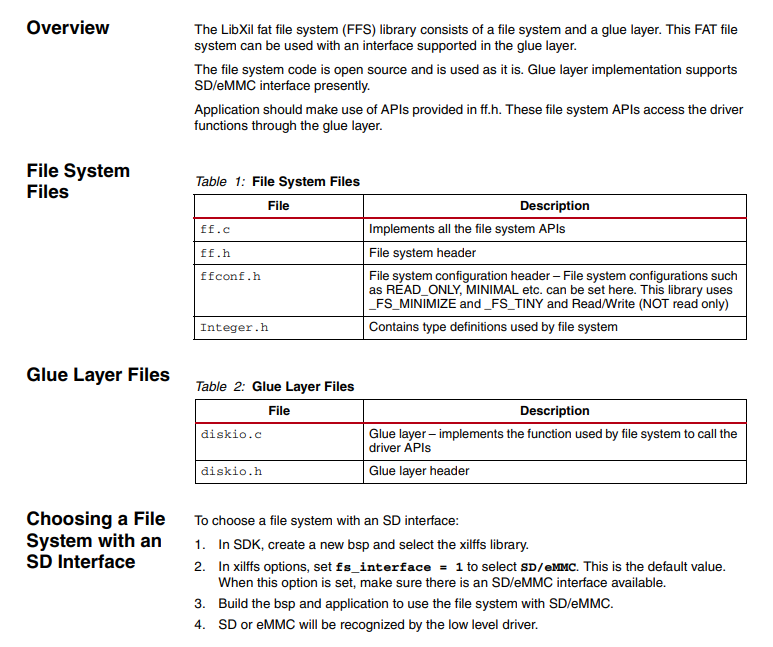 Overview
The LibXil fat file system (FFS) library consists of a file system and a glue layer. This FAT file
system can be used with an interface supported in the glue layer.
The file system code is open source and is used as it is. Glue layer implementation supports
SD/eMMC interface presently.
Application should make use of APIs provided in ff.h. These file system APIs access the driver
functions through the glue layer.
File System
Files
Table 1: File System Files
File Description
ff.c Implements all the file system APIs
ff.h File system header
ffconf.h File system configuration header – File system configurations such
as READ_ONLY, MINIMAL etc. can be set here. This library uses
_FS_MINIMIZE and _FS_TINY and Read/Write (NOT read only)
Integer.h Contains type definitions used by file system
Glue Layer Files
Table 2: Glue Layer Files
File Description
diskio.c Glue layer – implements the function used by file system to call the
driver APIs
diskio.h Glue layer header
Choosing a File
System with an
SD Interface
To choose a file system with an SD interface:
1. In SDK, create a new bsp and select the xilffs library.
2. In xilffs options, set fs_interface = 1 to select SD/eMMC. This is the default value.
When this option is set, make sure there is an SD/eMMC interface available.
3. Build the bsp and application to use the file system with SD/eMMC.
4. SD or eMMC will be recognized by the low level driver.